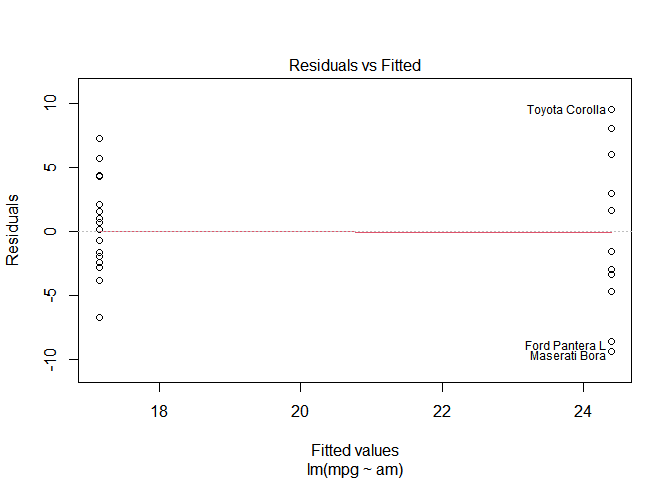 Residuals vs Fitted
Residuals
10
5
0
-5
-10
Toyota Corolla
Ford Pantera L
Maserati Bora
18
20
22
24
Fitted values
lm(mpg ~ am)